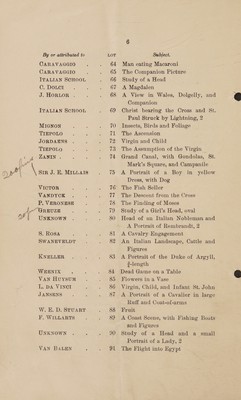 6
By or attributed to LOT Subject.
CARAVAGGIO . . 64 Man eating Macaroni
CARAVAGGIO . . 65 The Companion Picture
ITALIAN SCHOOL . 66 Study of a Head
C. DOLCI . . 67 A Magdalen
J. HORLOR . . . 68 A View in Wales, Dolgelly, and
Companion
ITALIAN SCHOOL . 69 Christ bearing the Cross and St.
Paul Struck by Lightning, 2
MIGNON . . . 70 Insects, Birds and Foliage
TIEPOLO . . . 71 The Ascension
JORDAENS . . . 72 Virgin and Child
TIEPOLO . . . 73 The Assumption of the Virgin
ZANIN . . . 74 Grand Canal, with Gondolas, St.
Mark's Square, and Campanile
SIR J. E. MILLAIS 75 A Portrait of a Boy in yellow
Dress, with Dog
VICTOR . . . 76 The Fish Seller
VANDYCK . . . 77 The Descent from the Cross
P. VERONESE . . 78 The Finding of Moses
GREUZE . . . 79 Study of a Girl's Head, oval
UNKNOWN . . . 80 Head of an Italian Nobleman and
A Portrait of Rembrandt, 2
S. ROSA . . . 81 A Cavalry Engagement
SWANEVELDT . . 82 An Italian Landscape, Cattle and
Figures
KNELLER . . . 83 A Portrait of the Duke of Argyll,
¾-length
WEENIX . . . 84 Dead Game on a Table
VAN HUYSUM . . 85 Flowers in a Vase
L. DA VINCI . . 86 Virgin, Child, and Infant St. John
JANSENS . . . 87 A Portrait of a Cavalier in large
Ruff and Coat-of-arms
W. E. D. STUART . 88 Fruit
F. WILLARTS . . 89 A Coast Scene, with Fishing Boats
and Figures
UNKNOWN . . . 90 Study of a Head and a small
Portrait of a Lady, 2
VAN BALEN . . 91 The Flight into Egypt